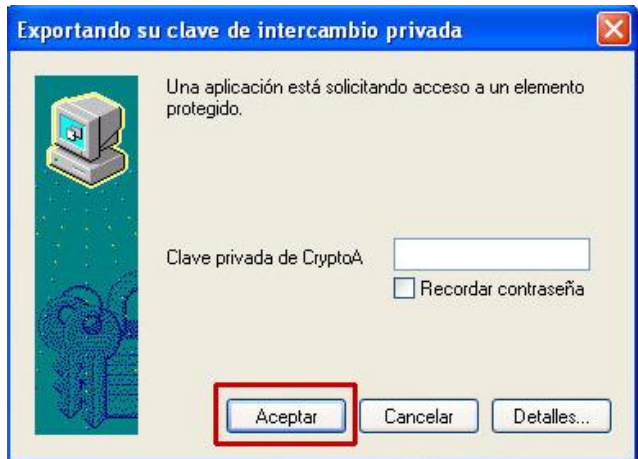 Exportando su clave de intercambio privada
Una aplicación está solicitando acceso a un elemento
protegido.
Clave privada de CryptoA
Recordar contraseña
Aceptar
Cancelar
Detalles...